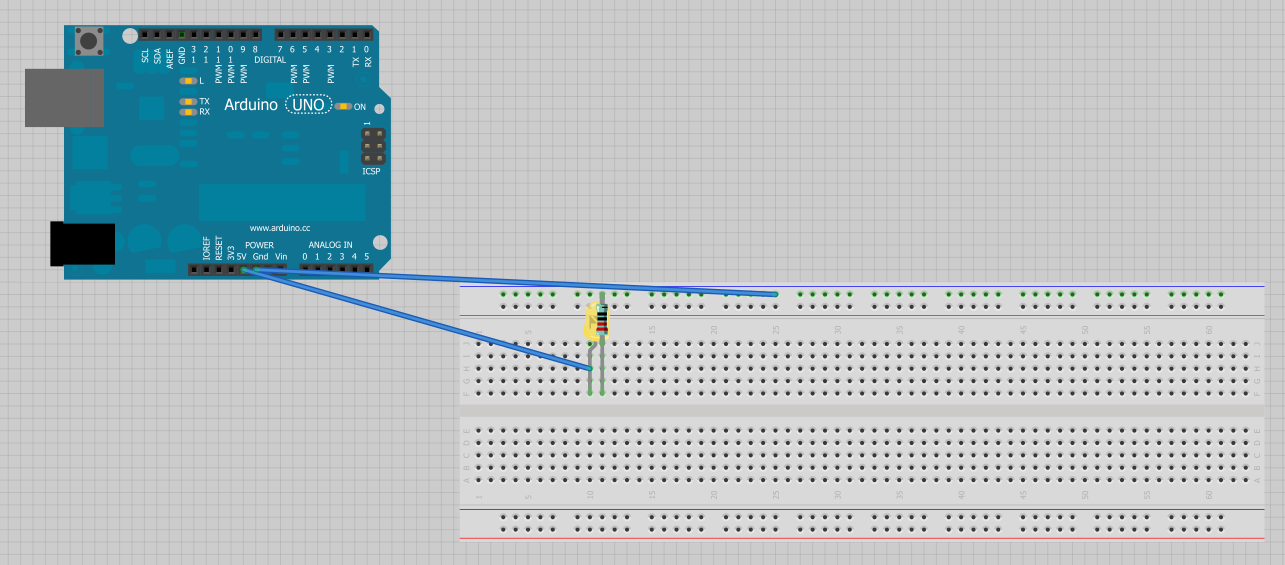 SCL
SDA
AREF
GND
13
12
PWM 11
PWM 10
PWM 9
8
7
PWM 6
PWM 5
4
PWM 3
2
TX 1
RX 0
DIGITAL
L
TX
RX
Arduino UNO ON
1
ICSP
www.arduino.cc
POWER ANALOG IN
IOREF
RESET
3V3
5V Gnd Vin 0 1 2 3 4 5
5 15 20 25 30 35 40 45 50 55 60
J J
I I
H H
G G
F F
E E
D D
C C
B B
A A
1 5 10 15 20 25 30 35 40 45 50 55 60